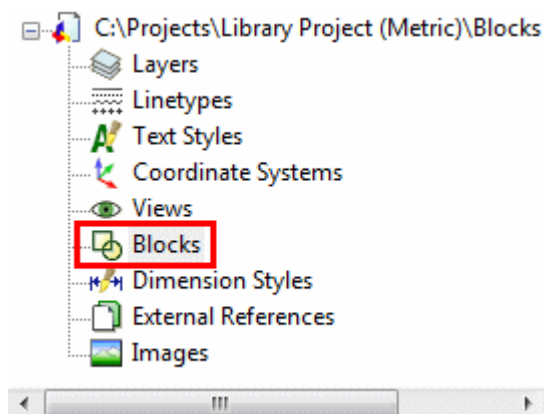 C:\Projects\Library Project (Metric)\Blocks
Layers
Linetypes
Text Styles
Coordinate Systems
Views
Blocks
Dimension Styles
External References
Images